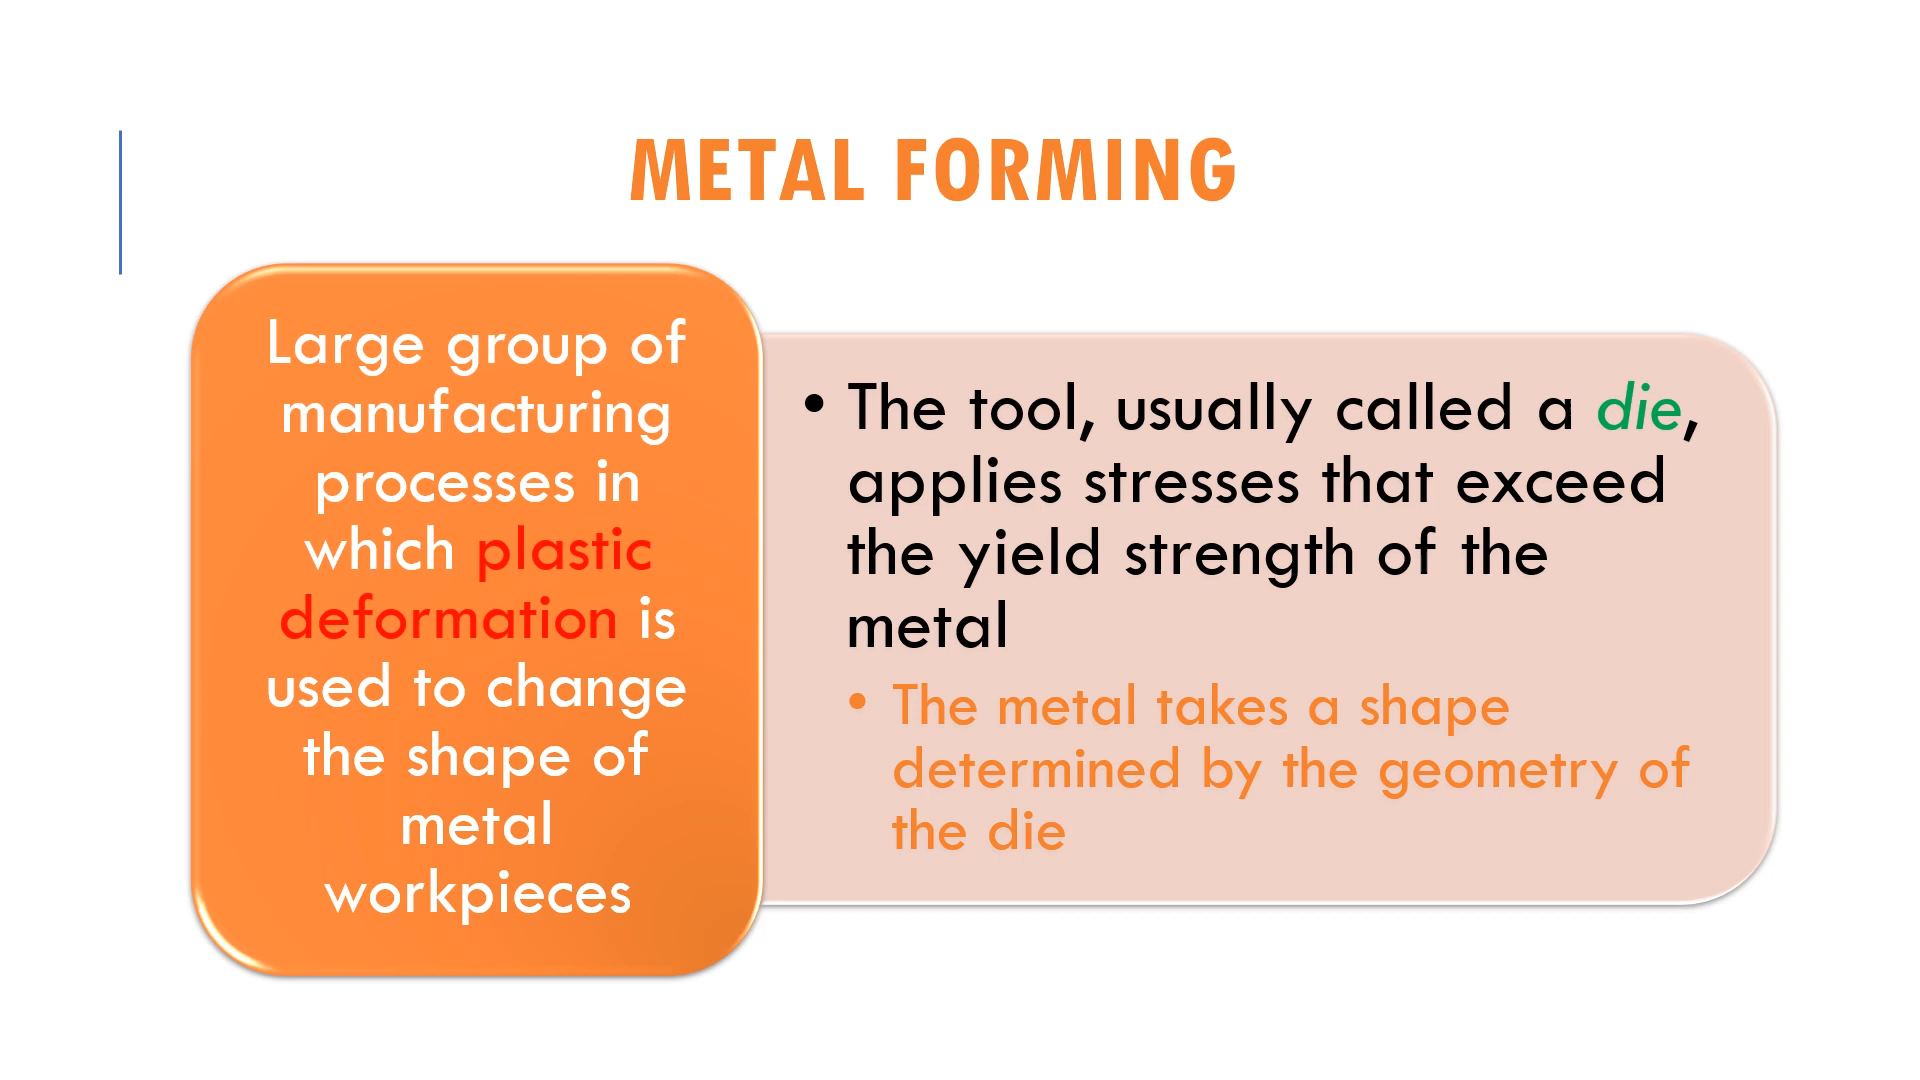 METAL FORMING
Large group of
manufacturing
processes in
which plastic
deformation is
used to change
the shape of
metal
workpieces
• The tool, usually called a die,
applies stresses that exceed
the yield strength of the
metal
• The metal takes a shape
determined by the geometry of
the die